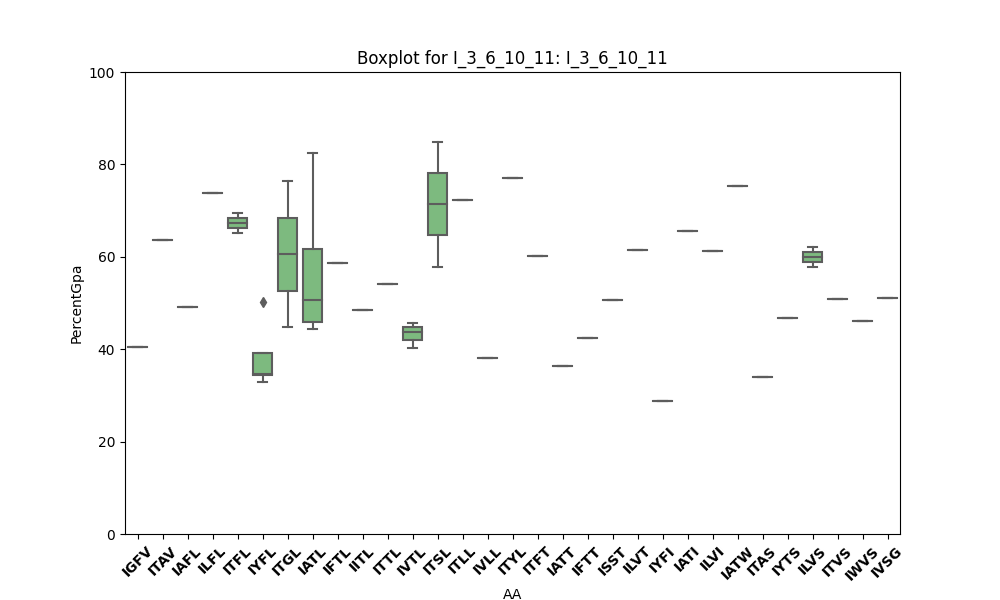 Boxplot for I_3_6_10_11: I_3_6_10_11
PercentGpa
100
80
60
40
20
0
IGFV ITAV IAFL ILFL ITFL IYFL ITGL IATL IFTL IITL ITTL IVTL ITSL ITLL IVLL ITYL ITFT IATT IFTT ISST ILVT IYFI IATI ILVI IATW ITAS IYTS ILVS ITVS IWVS IVSG
AA